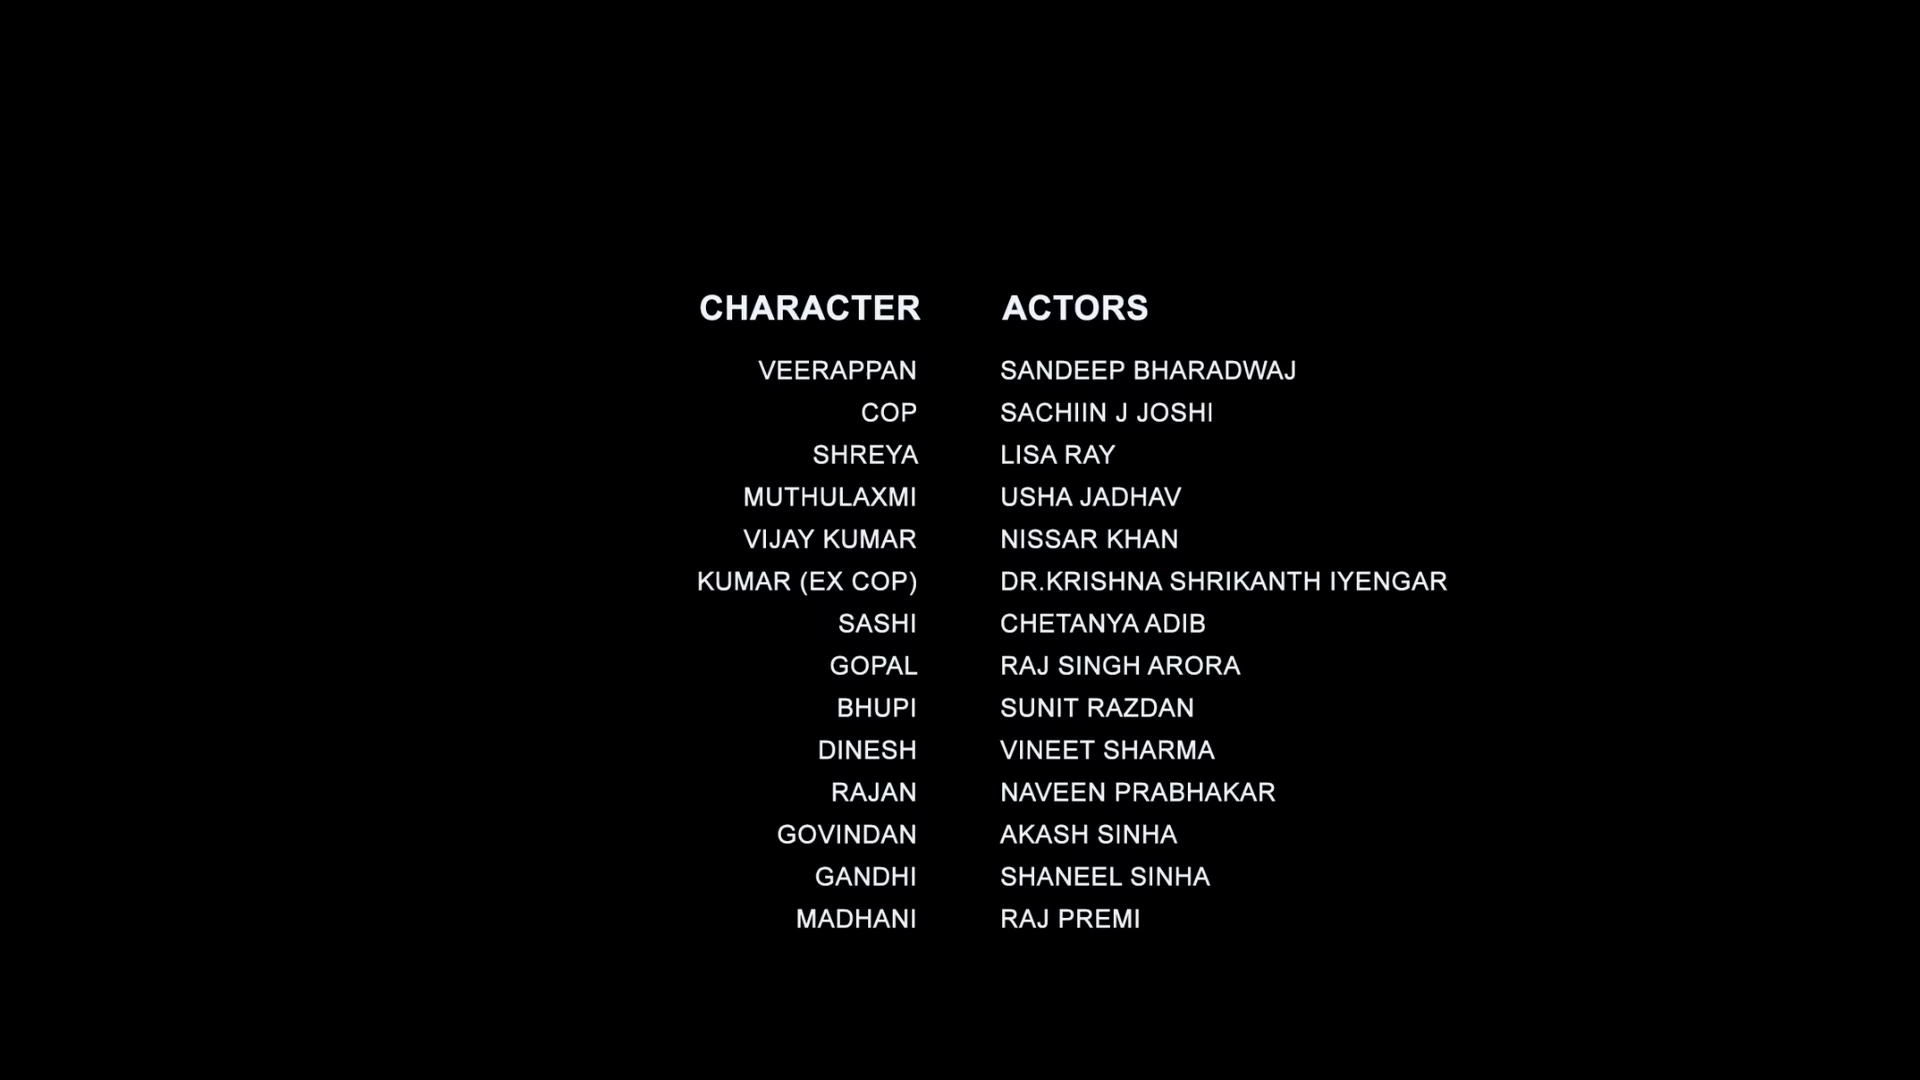 CHARACTER ACTORS
VEERAPPAN SANDEEP BHARADWAJ
COP SACHIIN J JOSHI
SHREYA LISA RAY
MUTHULAXMI USHA JADHAV
VIJAY KUMAR NISSAR KHAN
KUMAR (EX COP) DR.KRISHNA SHRIKANTH IYENGAR
SASHI CHETANYA ADIB
GOPAL RAJ SINGH ARORA
BHUPI SUNIT RAZDAN
DINESH VINEET SHARMA
RAJAN NAVEEN PRABHAKAR
GOVINDAN AKASH SINHA
GANDHI SHANEEL SINHA
MADHANI RAJ PREMI